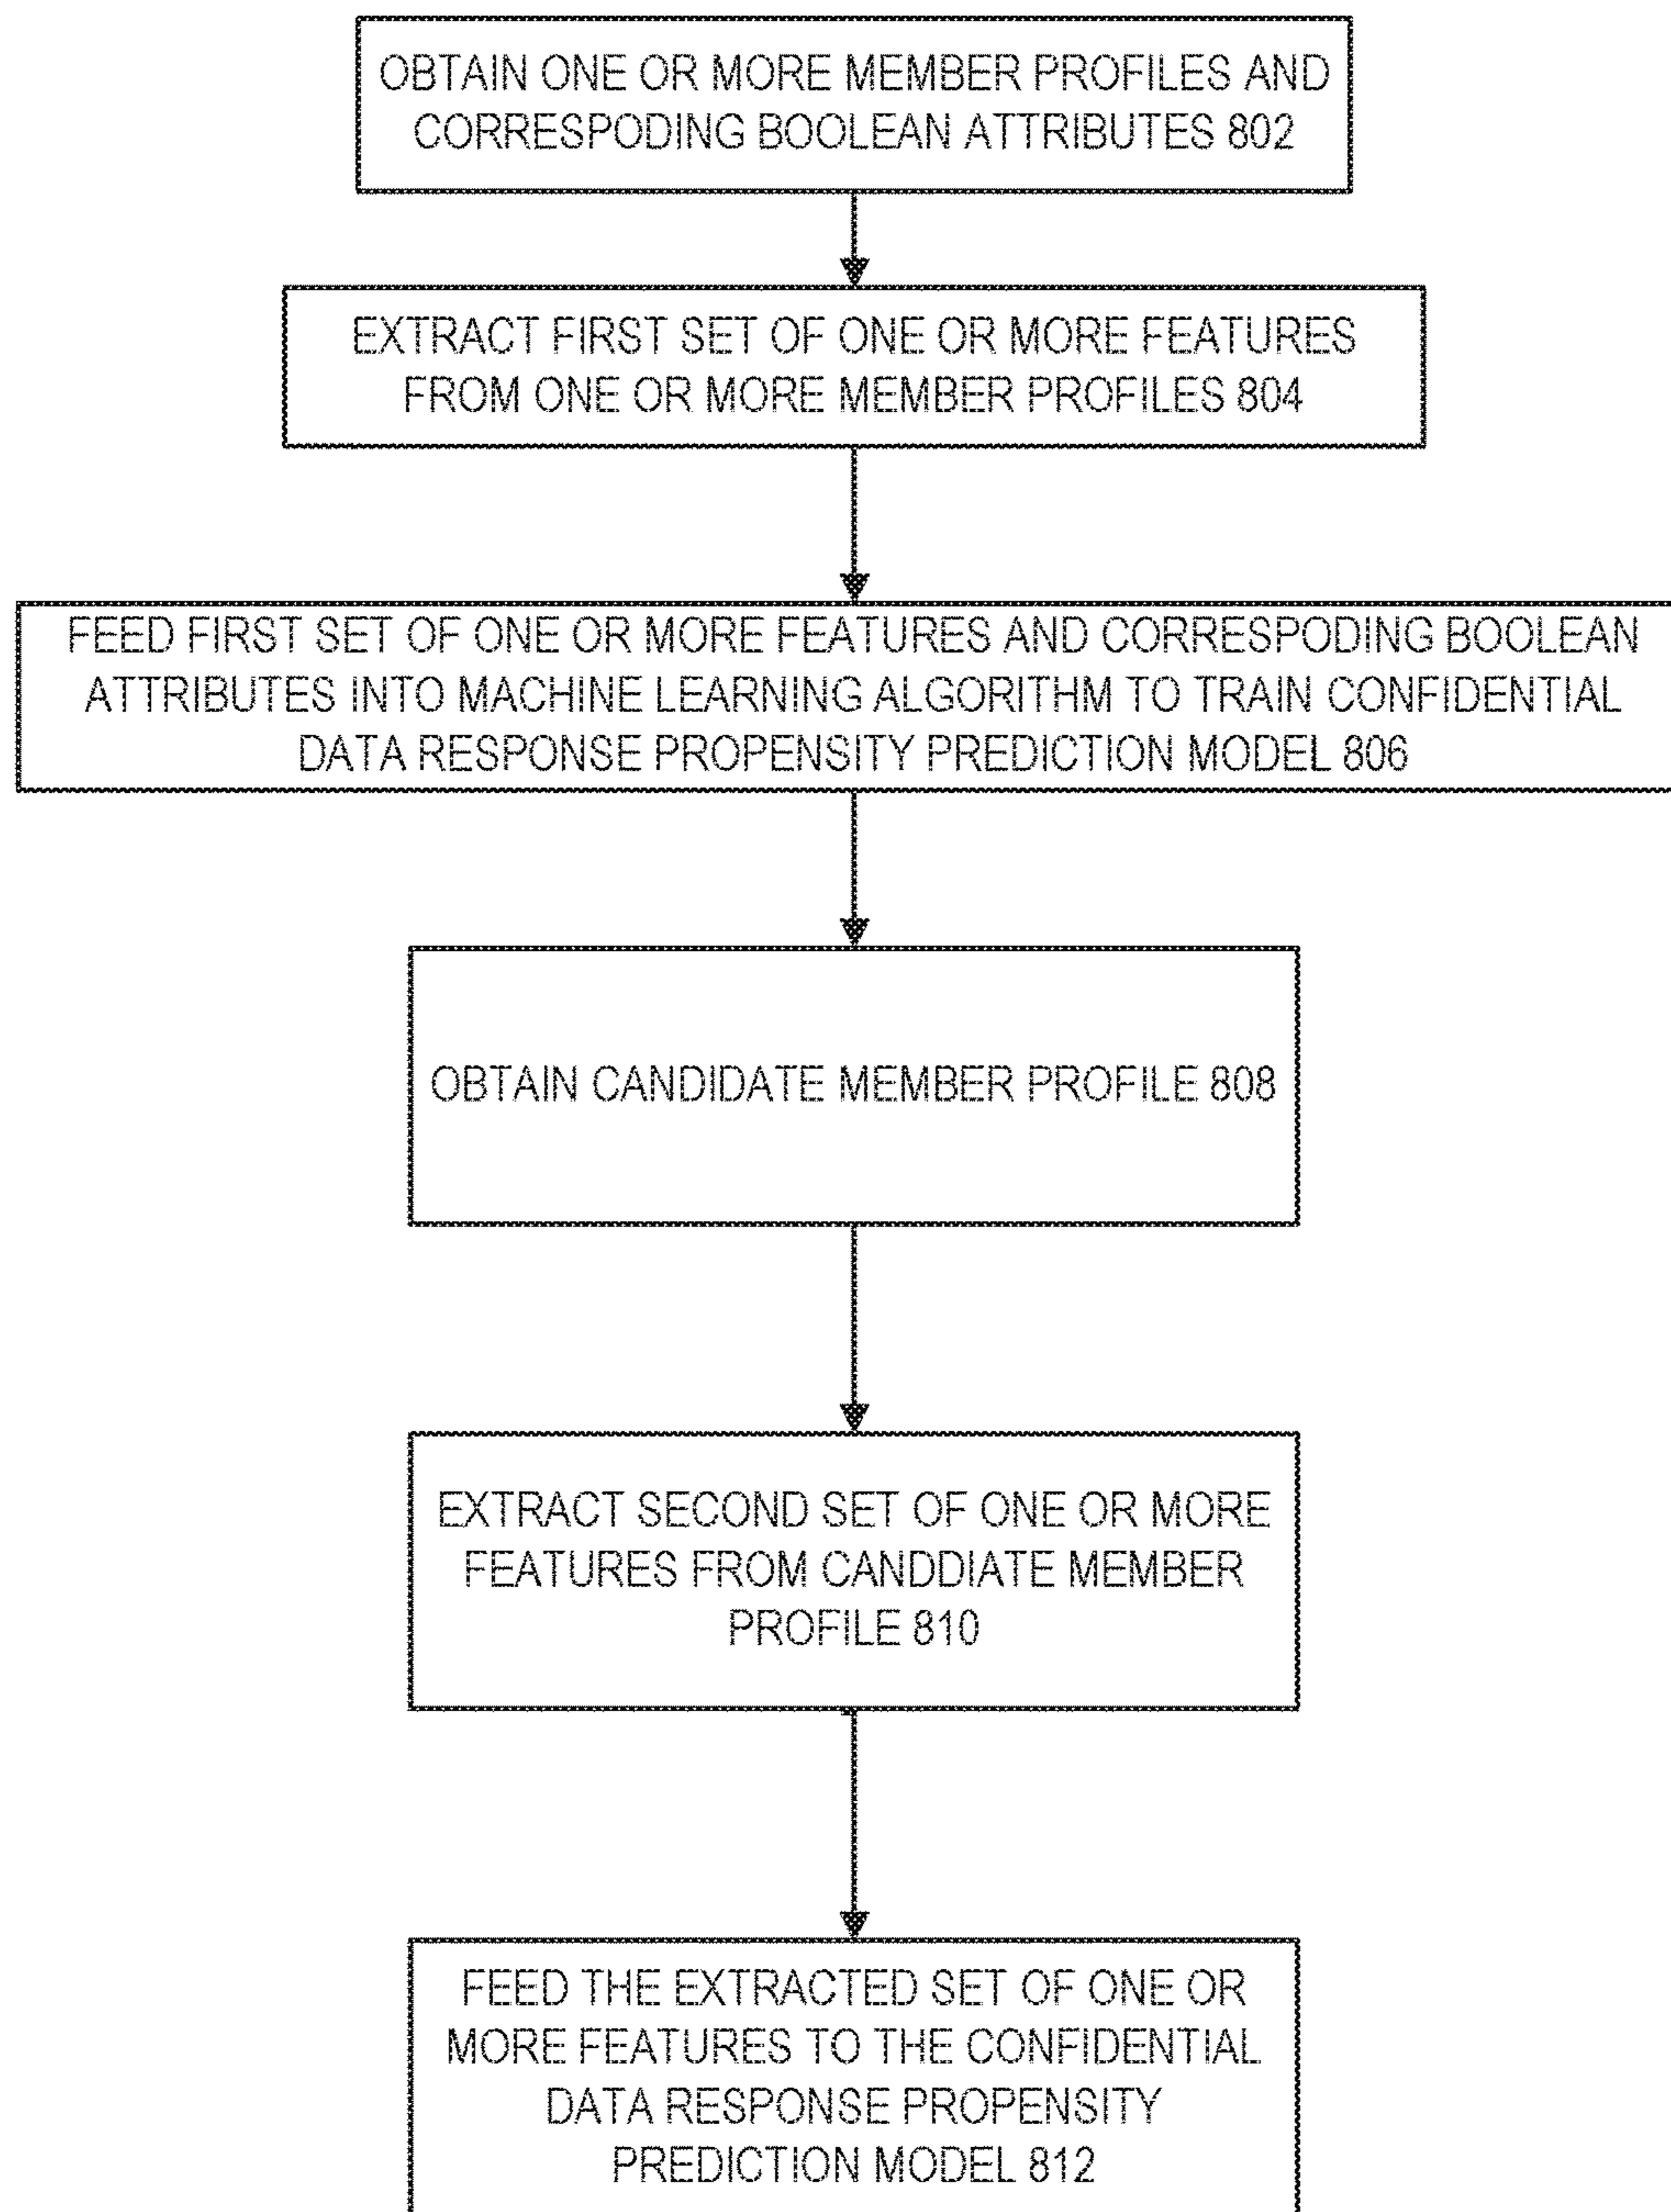 OBTAIN ONE OR MORE MEMBER PROFILES AND
CORRESPODING BOOLEAN ATTRIBUTES 802
EXTRACT FIRST SET OF ONE OR MORE FEATURES
FROM ONE OR MORE MEMBER PROFILES 804
FEED FIRST SET OF ONE OR MORE FEATURES AND CORRESPODING BOOLEAN
ATTRIBUTES INTO MACHINE LEARNING ALGORITHM TO TRAIN CONFIDENTIAL
DATA RESPONSE PROPENSITY PREDICTION MODEL 806
OBTAIN CANDIDATE MEMBER PROFILE 808
EXTRACT SECOND SET OF ONE OR MORE
FEATURES FROM CANDDIATE MEMBER
PROFILE 810
FEED THE EXTRACTED SET OF ONE OR
MORE FEATURES TO THE CONFIDENTIAL
DATA RESPONSE PROPENSITY
PREDICTION MODEL 812